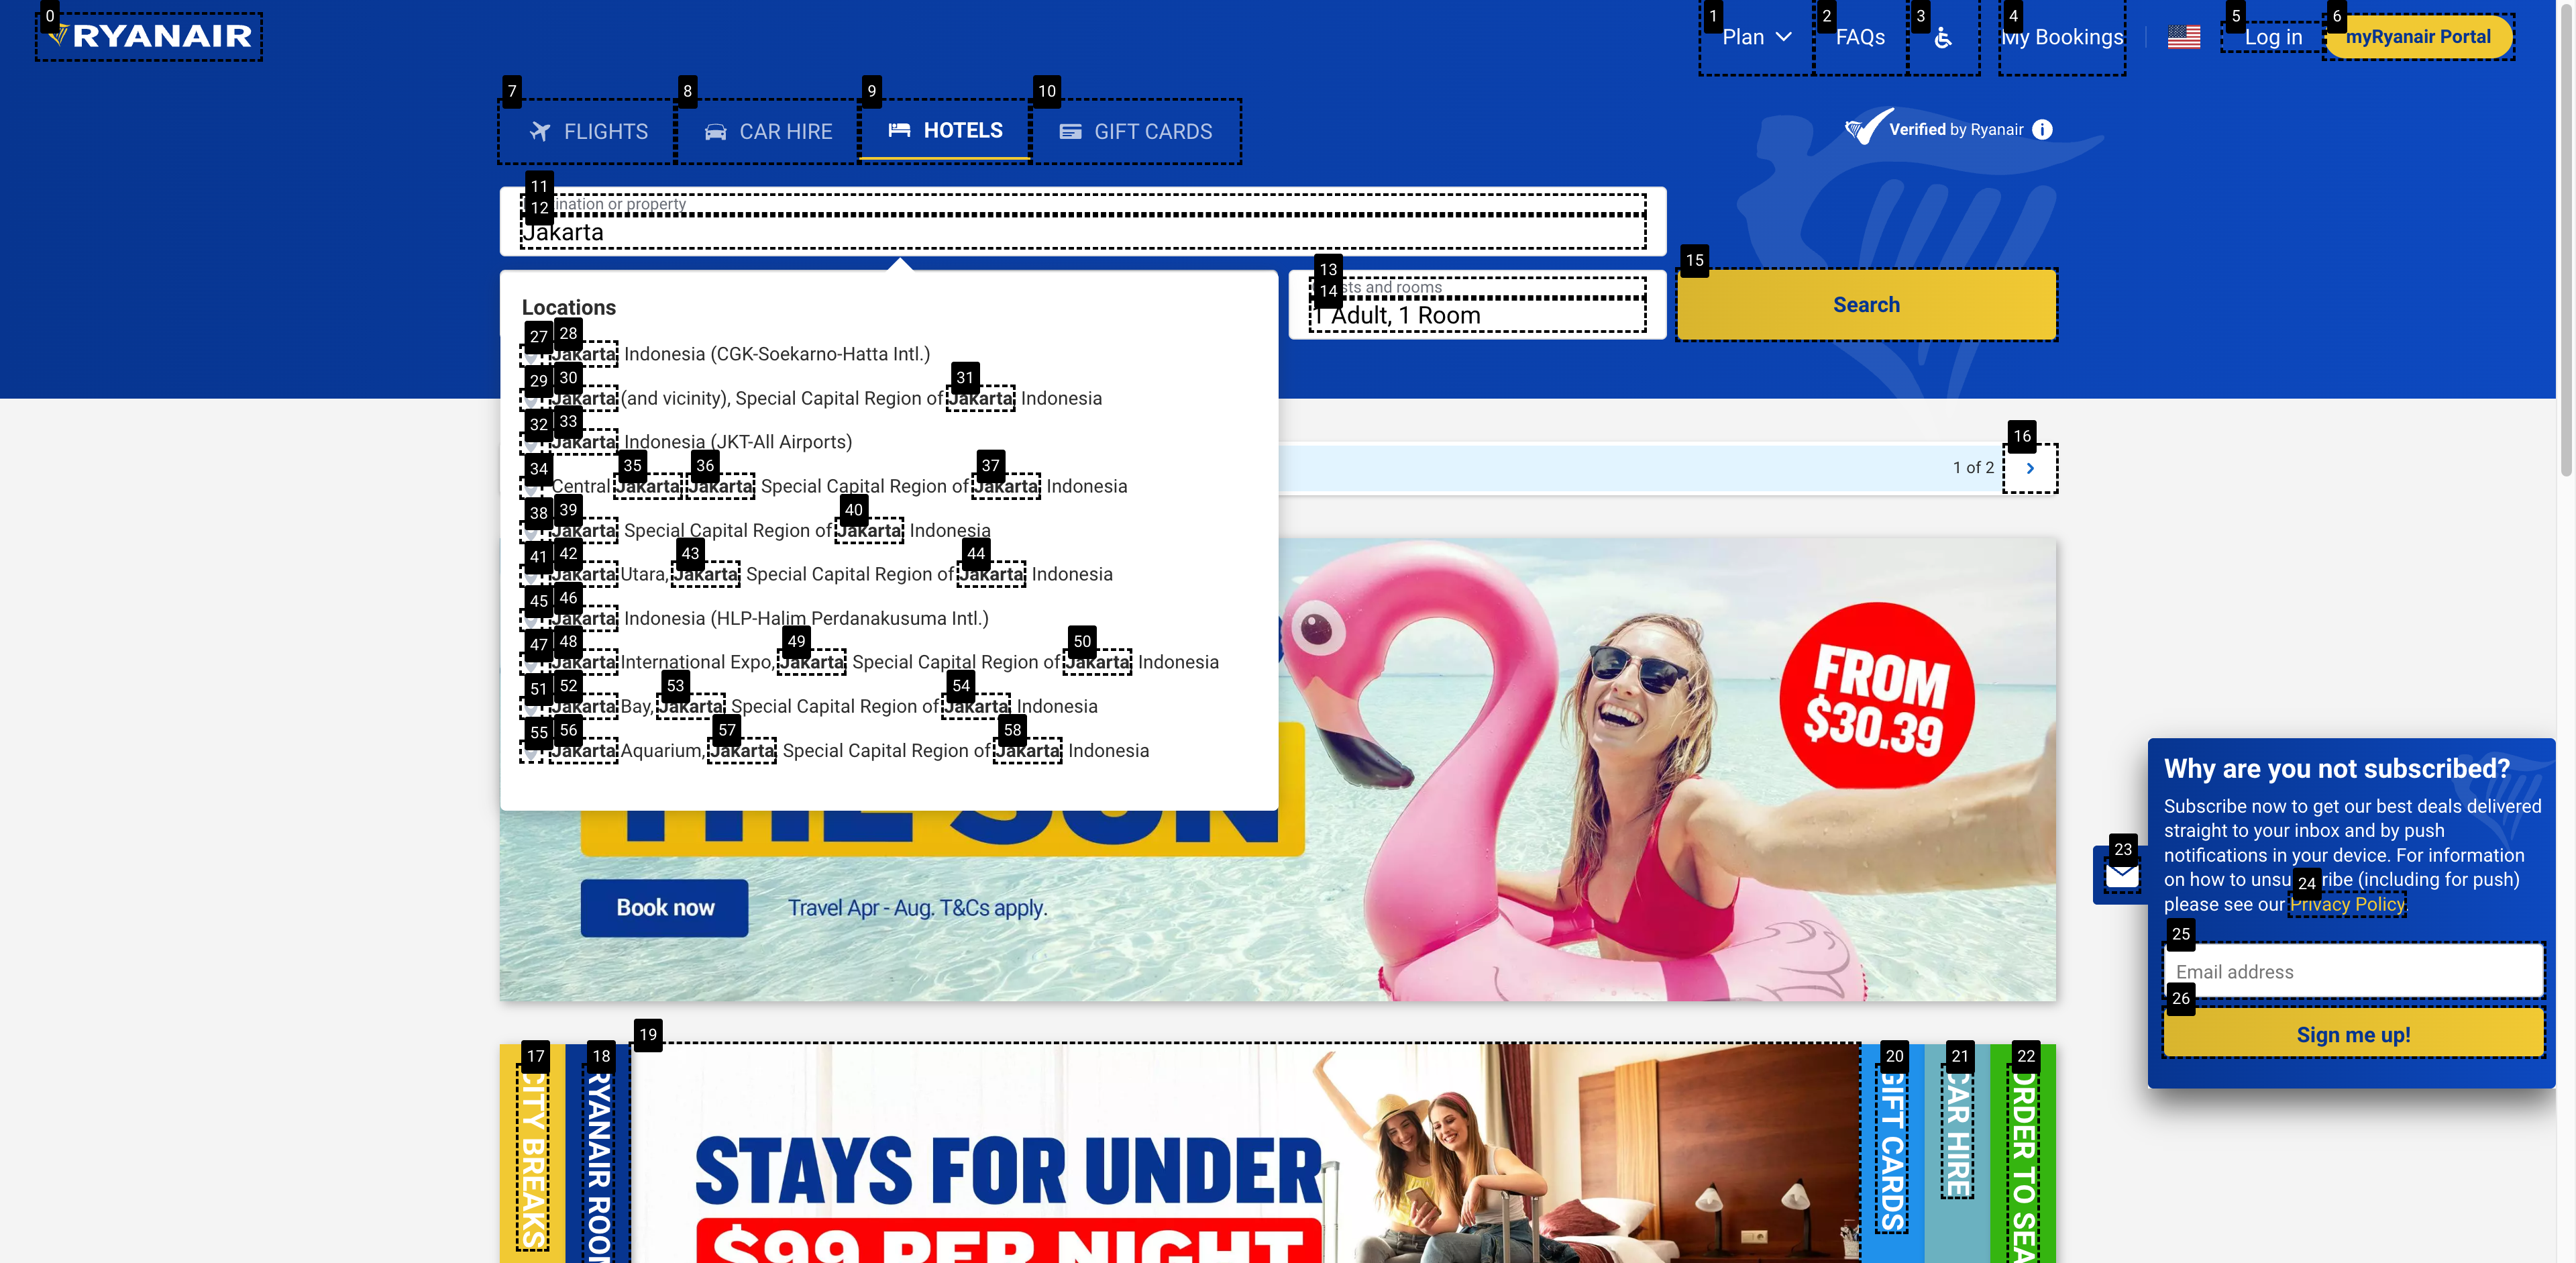 0
RYANAIR
1
Plan
2
FAQs
3
4
My Bookings
5
Log in
6
myRyanair Portal
7
FLIGHTS
8
CAR HIRE
9
HOTELS
10
GIFT CARDS
Verified by Ryanair
11
ination or property
12
Jakarta
13
sts and rooms
14
1 Adult, 1 Room
15
Search
Locations
27 28
Jakarta Indonesia (CGK-Soekarno-Hatta Intl.)
29 30 31
Jakarta (and vicinity), Special Capital Region of Jakarta Indonesia
32 33
Jakarta Indonesia (JKT-All Airports)
34 35 36 37
Central Jakarta Jakarta Special Capital Region of Jakarta Indonesia
38 39 40
Jakarta Special Capital Region of Jakarta Indonesia
41 42 43 44
Jakarta Utara, Jakarta Special Capital Region of Jakarta Indonesia
45 46
Jakarta Indonesia (HLP-Halim Perdanakusuma Intl.)
47 48 49 50
Jakarta International Expo, Jakarta Special Capital Region of Jakarta Indonesia
51 52 53 54
Jakarta Bay, Jakarta Special Capital Region of Jakarta Indonesia
55 56 57 58
Jakarta Aquarium, Jakarta Special Capital Region of Jakarta Indonesia
16
1 of 2
FROM
$30.39
THE SUN
Book now
Travel Apr - Aug. T&Cs apply.
23
Why are you not subscribed?
Subscribe now to get our best deals delivered
straight to your inbox and by push
notifications in your device. For information
on how to unsu ribe (including for push)
24
please see our Privacy Policy
25
Email address
26
Sign me up!
17
CITY BREAKS
18
RYANAIR ROOM
19
STAYS FOR UNDER
$99 PER NIGHT
20
GIFT CARDS
21
CAR HIRE
22
ORDER TO SEA